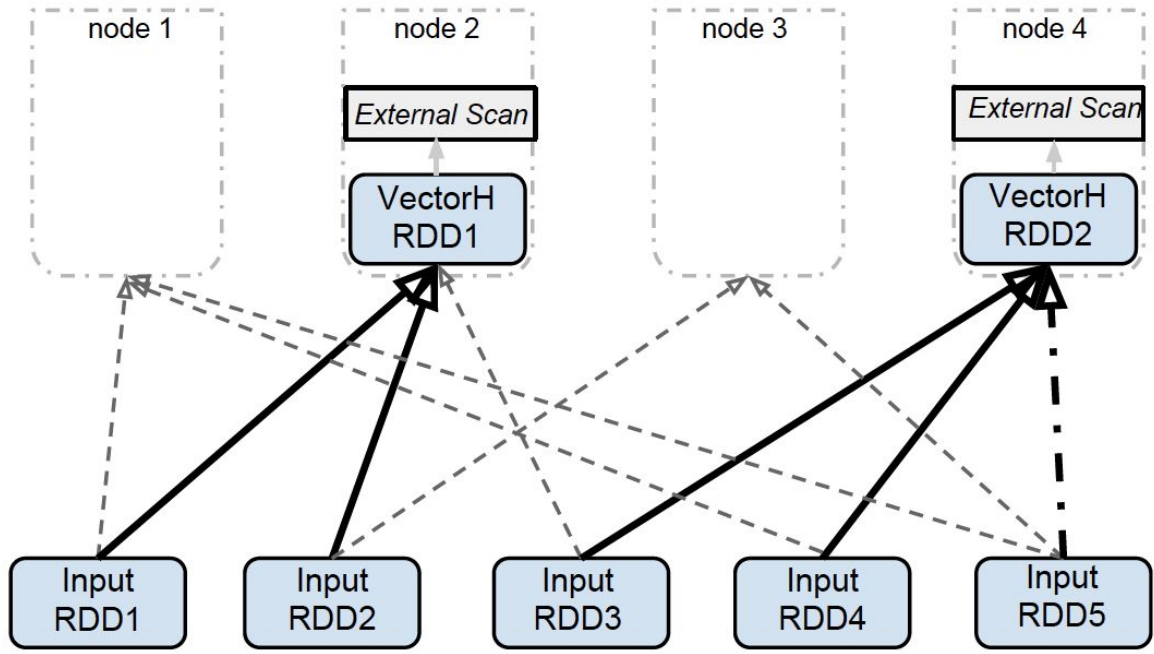 node 1
node 2
node 3
node 4
External Scan
External Scan
VectorH
RDD1
VectorH
RDD2
Input
RDD1
Input
RDD2
Input
RDD3
Input
RDD4
Input
RDD5